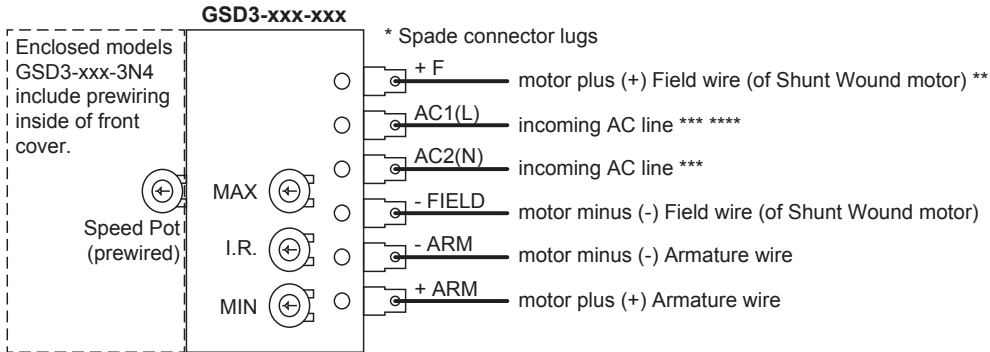 GSD3-xxx-xxx
Enclosed models
GSD3-xxx-3N4
include prewiring
inside of front
cover.
* Spade connector lugs
+ F
motor plus (+) Field wire (of Shunt Wound motor) **
AC1(L)
incoming AC line *** ****
AC2(N)
incoming AC line ***
Speed Pot
(prewired)
MAX
- FIELD
motor minus (-) Field wire (of Shunt Wound motor)
I.R.
- ARM
motor minus (-) Armature wire
MIN
+ ARM
motor plus (+) Armature wire